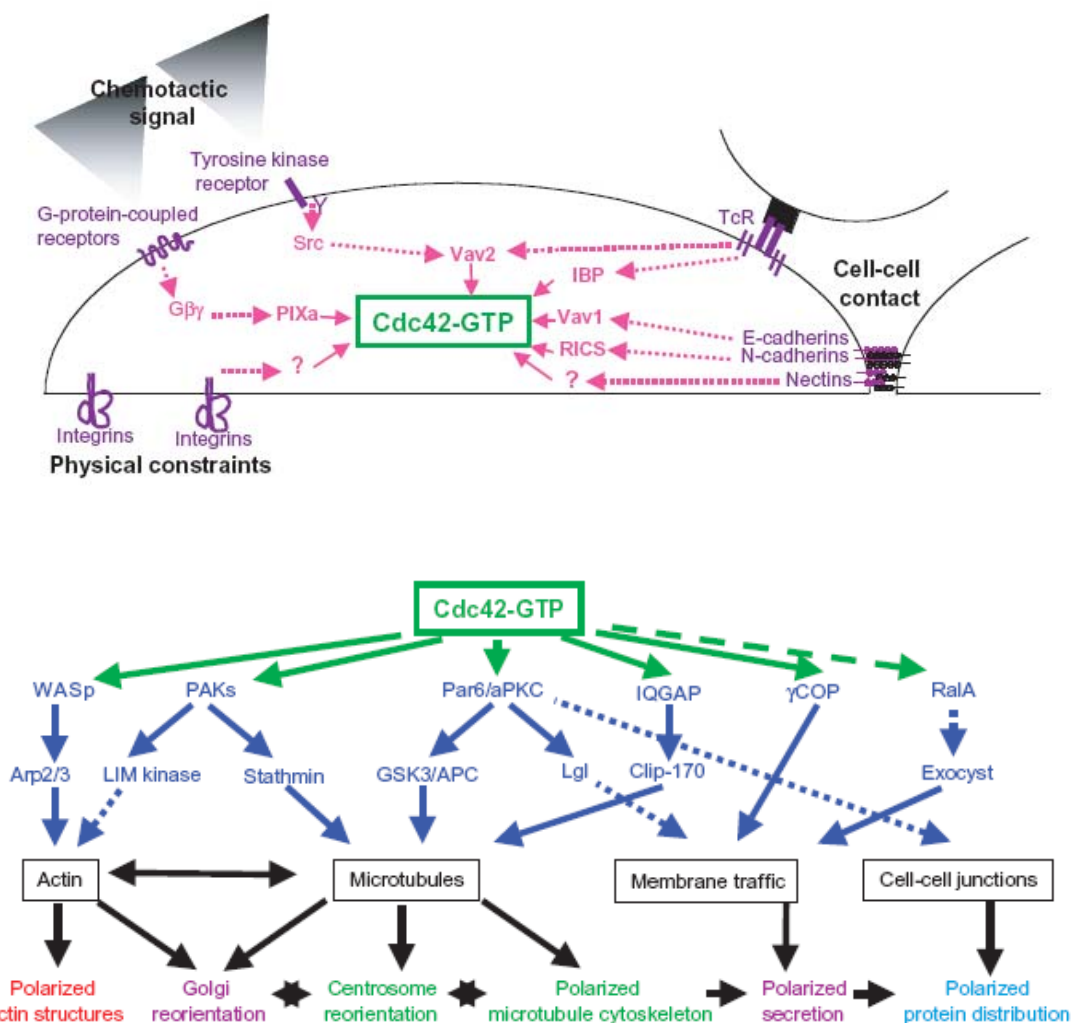 Chemotactic
signal
Tyrosine kinase
receptor
G-protein-coupled
receptors
TcR
Src
Vav2
IBP
Cell-cell
contact
Gβγ
PIXa
Cdc42-GTP
Vav1
E-cadherins
RICS
N-cadherins
?
?
Nectins
Integrins
Integrins
Physical constraints
Cdc42-GTP
WASp
PAKs
Par6/aPKC
IQGAP
γCOP
RalA
Arp2/3
LIM kinase
Stathmin
GSK3/APC
Lgl
Clip-170
Exocyst
Actin
Microtubules
Membrane traffic
Cell-cell junctions
Polarized
ctin structures
Golgi
reorientation
Centrosome
reorientation
Polarized
microtubule cytoskeleton
Polarized
secretion
Polarized
protein distribution